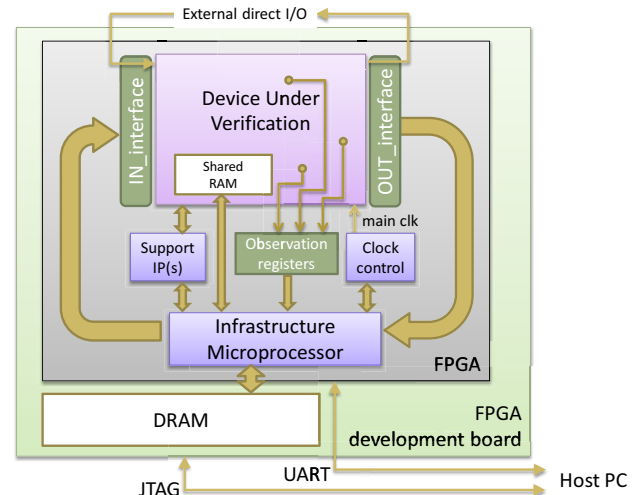 External direct I/O
IN_interface
Device Under
Verification
OUT_interface
Shared
RAM
main clk
Support
IP(s)
Observation
registers
Clock
control
Infrastructure
Microprocessor
FPGA
DRAM
FPGA
development board
UART
Host PC
JTAG